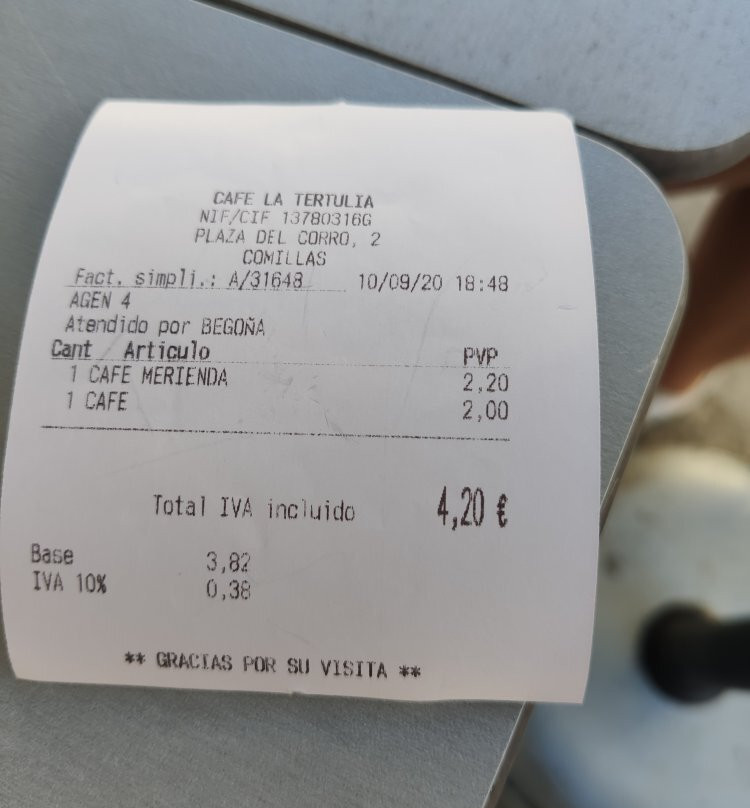 CAFE LA TERTULIA
NIF/CIF 13780316G
PLAZA DEL CORRO, 2
COMILLAS
Fact. simpli.: A/31648 10/09/20 18:48
AGEN 4
Atendido por BEGOÑA
Cant / Articulo PVP
1 CAFE MERIENDA 2,20
1 CAFE 2,00
Total IVA incluido 4,20 €
Base 3,82
IVA 10% 0,38
** GRACIAS POR SU VISITA **